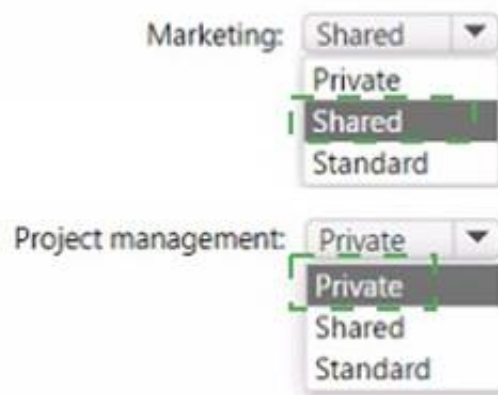 Marketing: Shared
Private
Shared
Standard
Project management: Private
Private
Shared
Standard